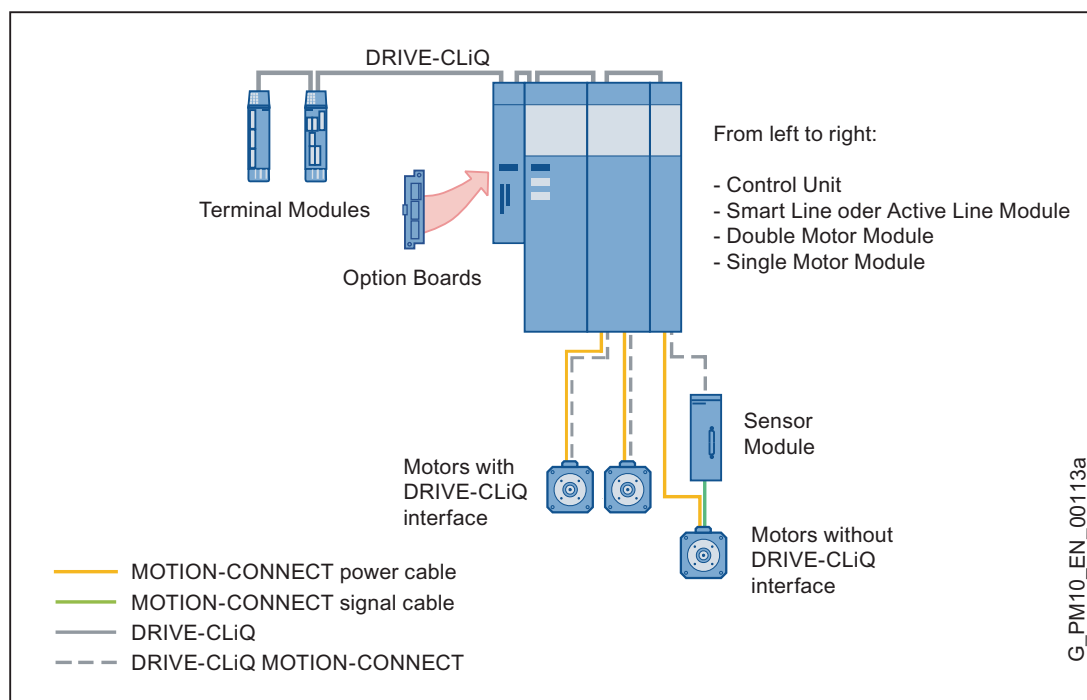 DRIVE-CLiQ
From left to right:
- Control Unit
- Smart Line oder Active Line Module
- Double Motor Module
- Single Motor Module
Terminal Modules
Option Boards
Sensor
Module
Motors with
DRIVE-CLiQ
interface
Motors without
DRIVE-CLiQ
interface
MOTION-CONNECT power cable
MOTION-CONNECT signal cable
DRIVE-CLiQ
DRIVE-CLiQ MOTION-CONNECT
G_PM10_EN_00113a